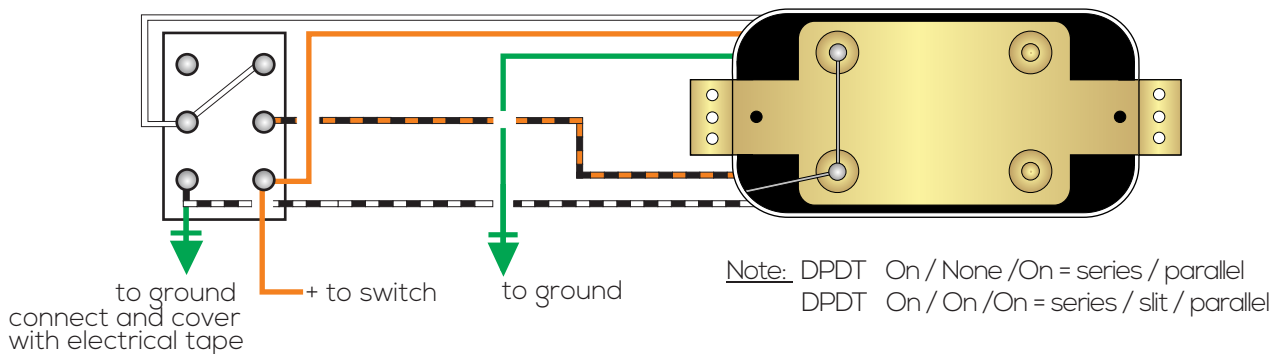 to ground
connect and cover
with electrical tape
+ to switch
to ground
Note: DPDT On / None /On = series / parallel
DPDT On / On /On = series / slit / parallel